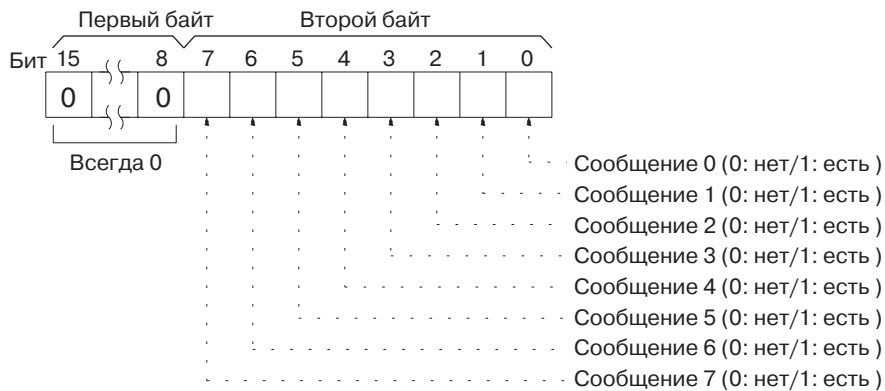 Первый байт Второй байт
Бит 15 8 7 6 5 4 3 2 1 0
0 0
Всегда 0
Сообщение 0 (0: нет/1: есть )
Сообщение 1 (0: нет/1: есть )
Сообщение 2 (0: нет/1: есть )
Сообщение 3 (0: нет/1: есть )
Сообщение 4 (0: нет/1: есть )
Сообщение 5 (0: нет/1: есть )
Сообщение 6 (0: нет/1: есть )
Сообщение 7 (0: нет/1: есть )